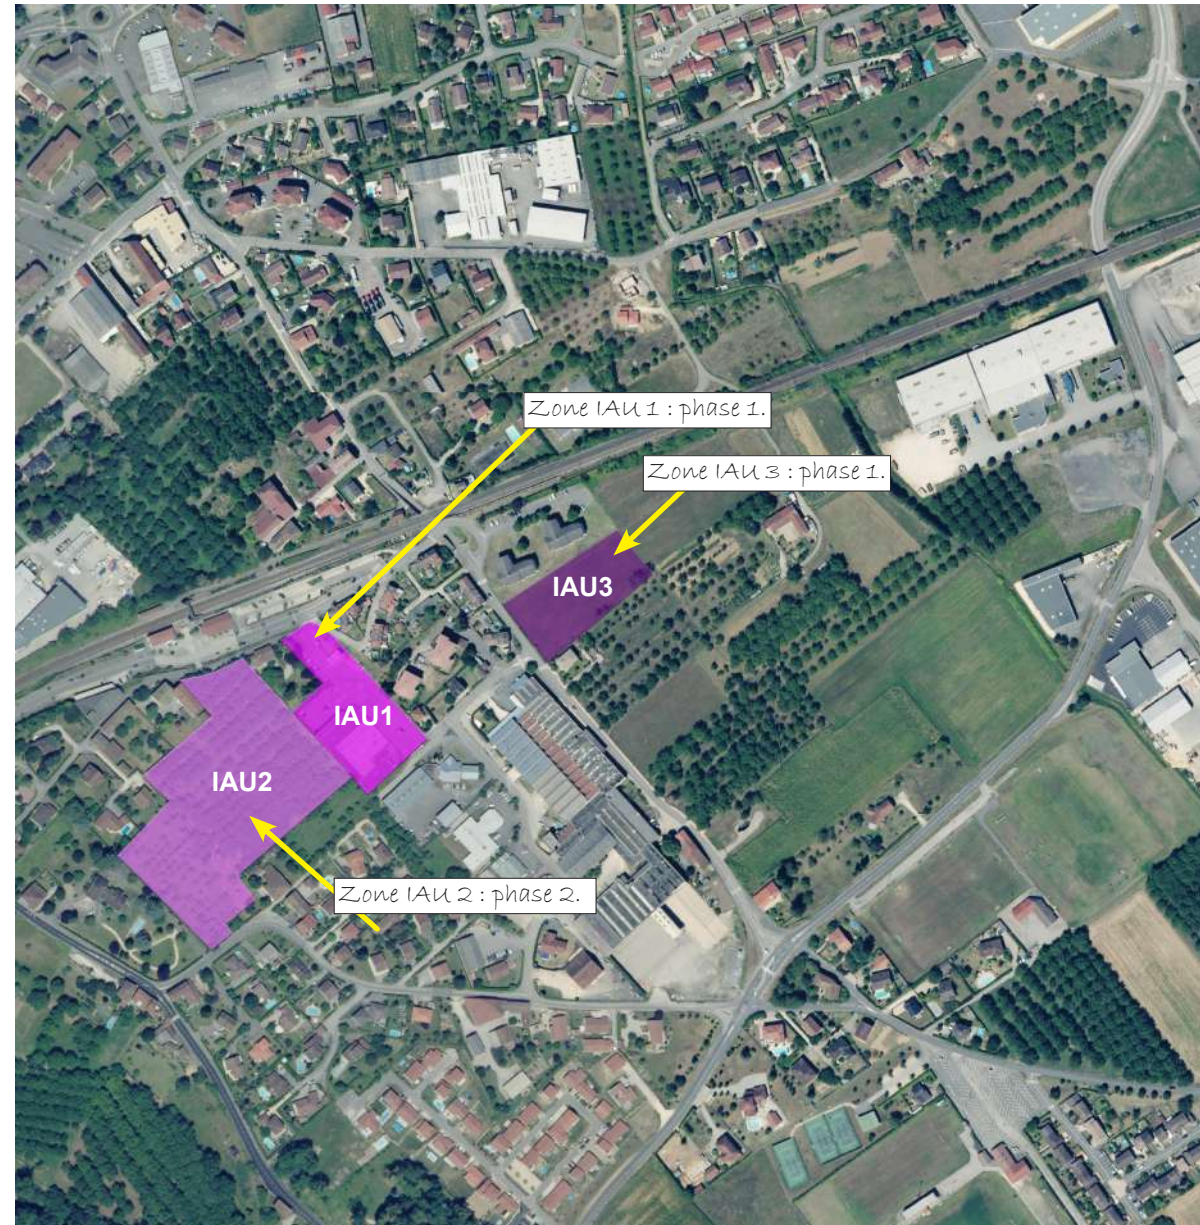 Zone IAU 1 : phase 1.
Zone IAU 3 : phase 1.
IAU3
IAU1
IAU2
Zone IAU 2 : phase 2.